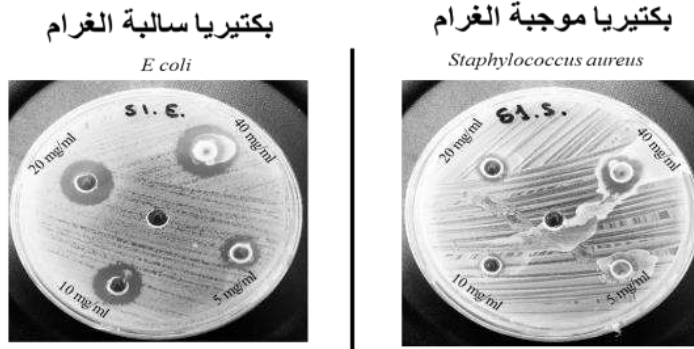 بكتيريا سالبة الغرام
E coli
S1. E.
20 mg/ml
40 mg/ml
10 mg/ml
5 mg/ml
بكتيريا موجبة الغرام
Staphylococcus aureus
S1. S.
20 mg/ml
40 mg/ml
10 mg/ml
5 mg/ml